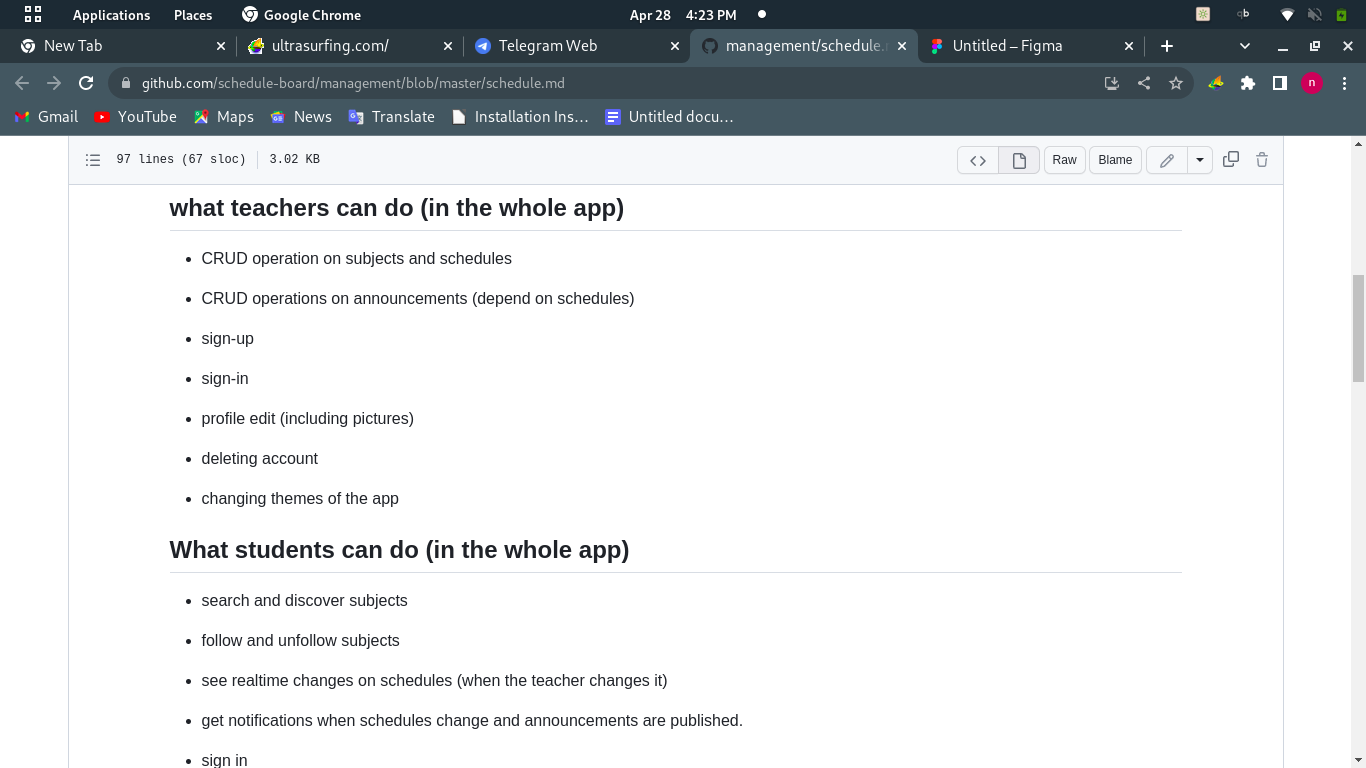 Applications Places Google Chrome Apr 28 4:23 PM qb
New Tab ultrasurfing.com/ Telegram Web management/schedule. Untitled – Figma
github.com/schedule-board/management/blob/master/schedule.md n
Gmail YouTube Maps News Translate Installation Ins… Untitled docu…
97 lines (67 sloc) 3.02 KB Raw Blame
what teachers can do (in the whole app)
CRUD operation on subjects and schedules
CRUD operations on announcements (depend on schedules)
sign-up
sign-in
profile edit (including pictures)
deleting account
changing themes of the app
What students can do (in the whole app)
search and discover subjects
follow and unfollow subjects
see realtime changes on schedules (when the teacher changes it)
get notifications when schedules change and announcements are published.
sign in